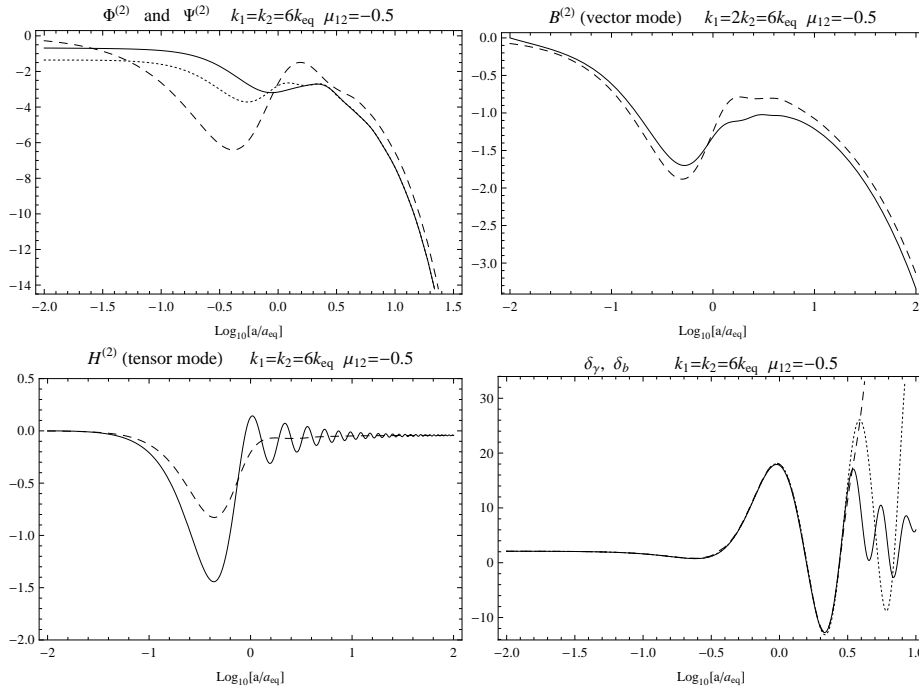 Φ(2) and Ψ(2) k1=k2=6keq μ12=−0.5
0
−2
−4
−6
−8
−10
−12
−14
−2.0 −1.5 −1.0 −0.5 0.0 0.5 1.0 1.5
Log10[a/aeq]
B(2) (vector mode) k1=2k2=6keq μ12=−0.5
0.0
−0.5
−1.0
−1.5
−2.0
−2.5
−3.0
−2 −1 0 1 2
Log10[a/aeq]
H(2) (tensor mode) k1=k2=6keq μ12=−0.5
0.5
0.0
−0.5
−1.0
−1.5
−2.0
−2 −1 0 1 2
Log10[a/aeq]
δγ, δb k1=k2=6keq μ12=−0.5
30
20
10
0
−10
−2.0 −1.5 −1.0 −0.5 0.0 0.5 1.0
Log10[a/aeq]